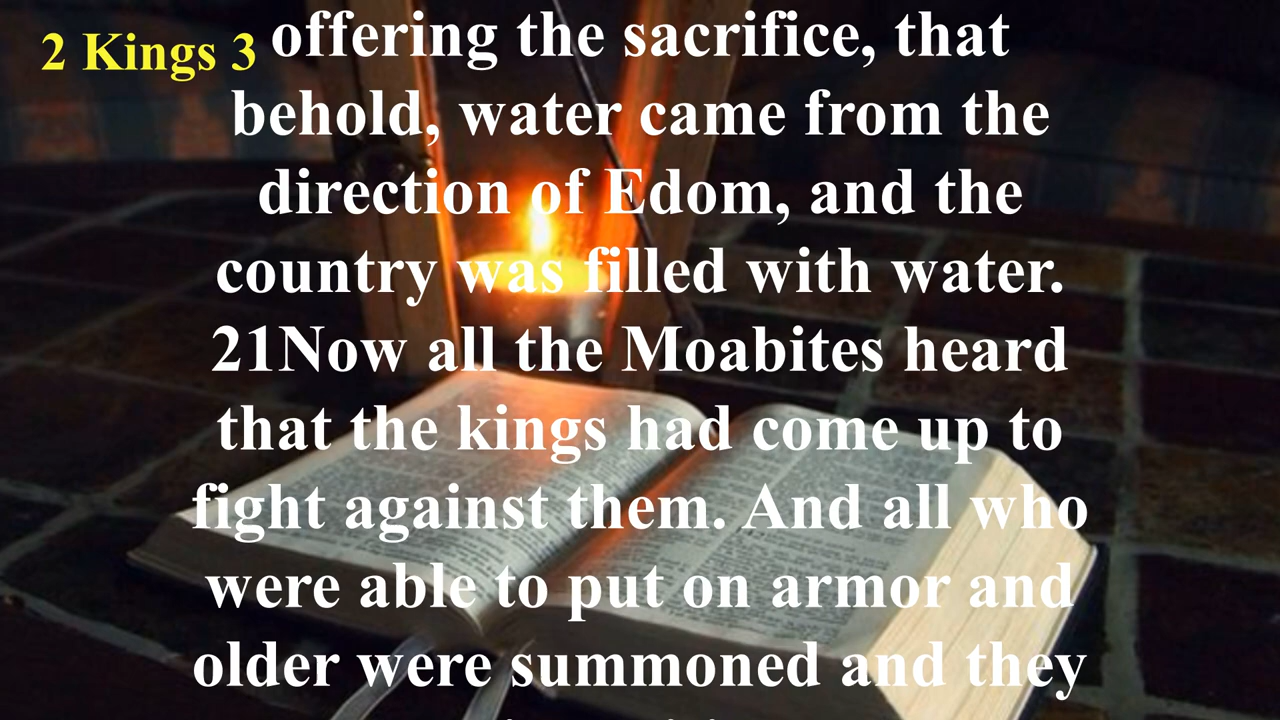 2 Kings 3
offering the sacrifice, that
behold, water came from the
direction of Edom, and the
country was filled with water.
21Now all the Moabites heard
that the kings had come up to
fight against them. And all who
were able to put on armor and
older were summoned and they